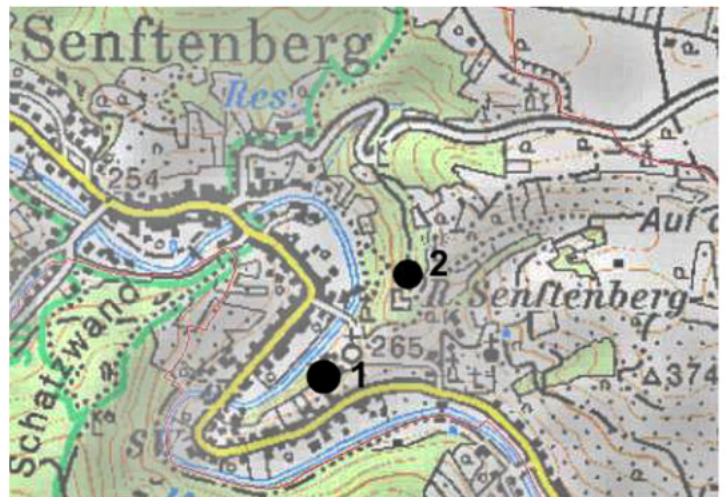 Senftenberg
Res.
254
Auf d
2
R. Senftenberg
265
1
374
Schatzwand